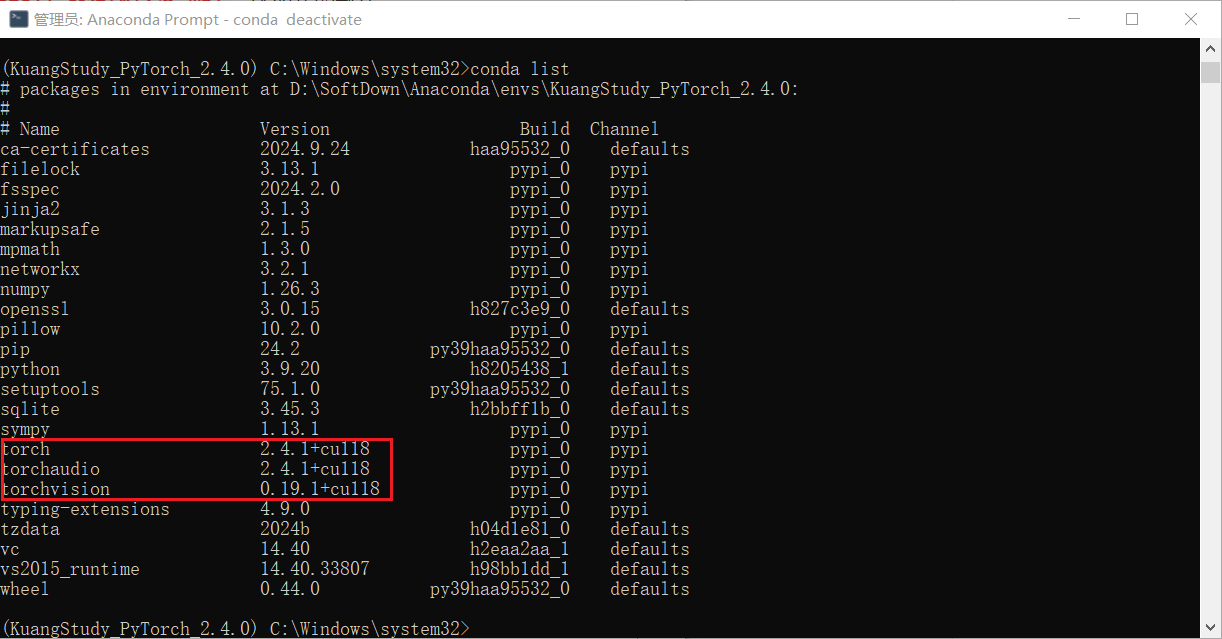 管理员: Anaconda Prompt - conda deactivate
(KuangStudy_PyTorch_2.4.0) C:\Windows\system32>conda list
# packages in environment at D:\SoftDown\Anaconda\envs\KuangStudy_PyTorch_2.4.0:
#
# Name Version Build Channel
ca-certificates 2024.9.24 haa95532_0 defaults
filelock 3.13.1 pypi_0 pypi
fsspec 2024.2.0 pypi_0 pypi
jinja2 3.1.3 pypi_0 pypi
markupsafe 2.1.5 pypi_0 pypi
mpmath 1.3.0 pypi_0 pypi
networkx 3.2.1 pypi_0 pypi
numpy 1.26.3 pypi_0 pypi
openssl 3.0.15 h827c3e9_0 defaults
pillow 10.2.0 pypi_0 pypi
pip 24.2 py39haa95532_0 defaults
python 3.9.20 h8205438_1 defaults
setuptools 75.1.0 py39haa95532_0 defaults
sqlite 3.45.3 h2bbff1b_0 defaults
sympy 1.13.1 pypi_0 pypi
torch 2.4.1+cu118 pypi_0 pypi
torchaudio 2.4.1+cu118 pypi_0 pypi
torchvision 0.19.1+cu118 pypi_0 pypi
typing-extensions 4.9.0 pypi_0 pypi
tzdata 2024b h04d1e81_0 defaults
vc 14.40 h2eaa2aa_1 defaults
vs2015_runtime 14.40.33807 h98bb1dd_1 defaults
wheel 0.44.0 py39haa95532_0 defaults
(KuangStudy_PyTorch_2.4.0) C:\Windows\system32>